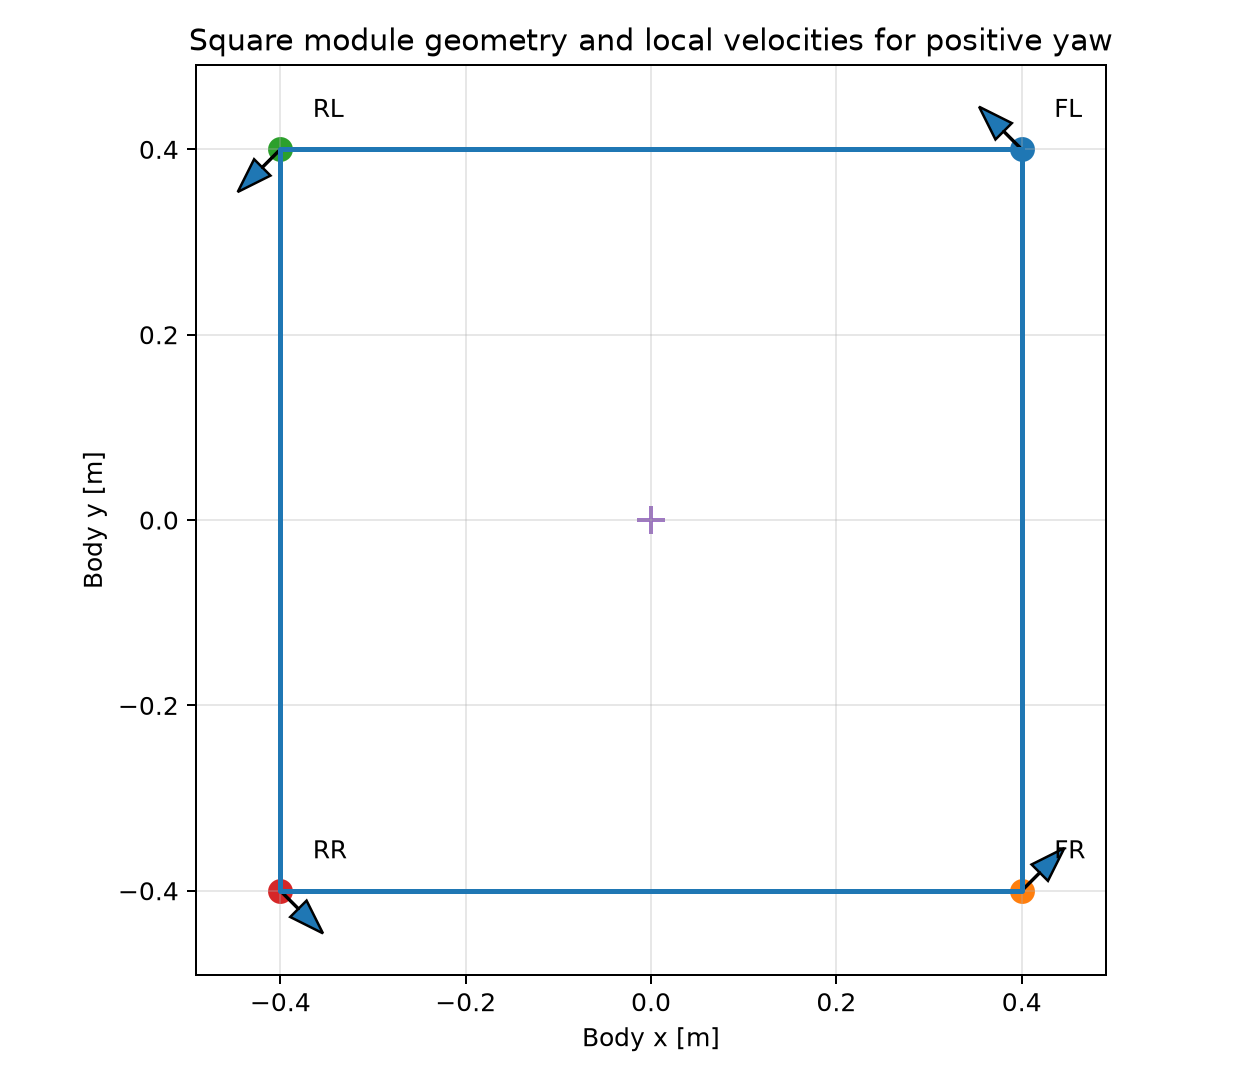 Square module geometry and local velocities for positive yaw
RL
FL
0.4
0.2
0.0
−0.2
−0.4
Body y [m]
RR
FR
−0.4
−0.2
0.0
0.2
0.4
Body x [m]